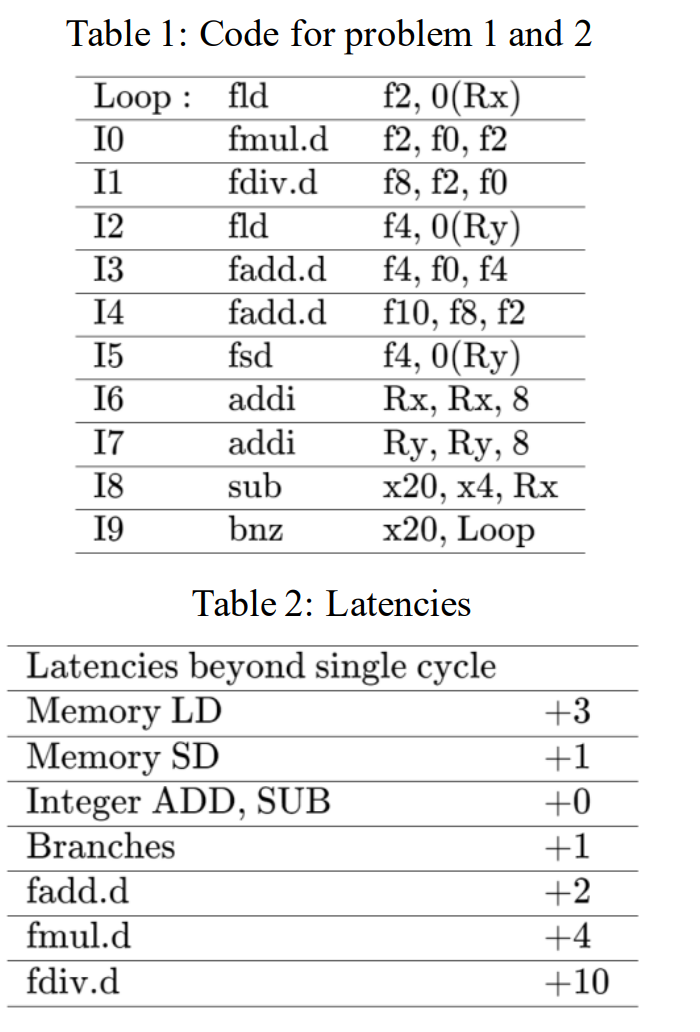 Table 1: Code for problem 1 and 2
Loop : fld f2, 0(Rx)
I0 fmul.d f2, f0, f2
I1 fdiv.d f8, f2, f0
I2 fld f4, 0(Ry)
I3 fadd.d f4, f0, f4
I4 fadd.d f10, f8, f2
I5 fsd f4, 0(Ry)
I6 addi Rx, Rx, 8
I7 addi Ry, Ry, 8
I8 sub x20, x4, Rx
I9 bnz x20, Loop
Table 2: Latencies
Latencies beyond single cycle
Memory LD +3
Memory SD +1
Integer ADD, SUB +0
Branches +1
fadd.d +2
fmul.d +4
fdiv.d +10